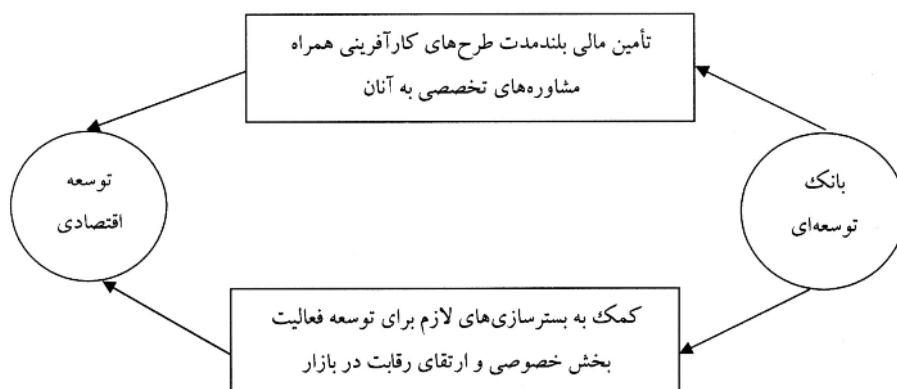 تأمین مالی بلندمدت طرح‌های کارآفرینی همراه
مشاوره‌های تخصصی به آنان
بانک
توسعه‌ای
توسعه
اقتصادی
کمک به بسترسازی‌های لازم برای توسعه فعالیت
بخش خصوصی و ارتقای رقابت در بازار